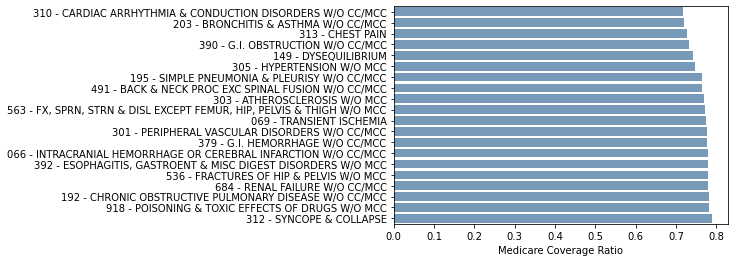 310 - CARDIAC ARRHYTHMIA & CONDUCTION DISORDERS W/O CC/MCC
203 - BRONCHITIS & ASTHMA W/O CC/MCC
313 - CHEST PAIN
390 - G.I. OBSTRUCTION W/O CC/MCC
149 - DYSEQUILIBRIUM
305 - HYPERTENSION W/O MCC
195 - SIMPLE PNEUMONIA & PLEURISY W/O CC/MCC
491 - BACK & NECK PROC EXC SPINAL FUSION W/O CC/MCC
303 - ATHEROSCLEROSIS W/O MCC
563 - FX, SPRN, STRN & DISL EXCEPT FEMUR, HIP, PELVIS & THIGH W/O MCC
069 - TRANSIENT ISCHEMIA
301 - PERIPHERAL VASCULAR DISORDERS W/O CC/MCC
379 - G.I. HEMORRHAGE W/O CC/MCC
066 - INTRACRANIAL HEMORRHAGE OR CEREBRAL INFARCTION W/O CC/MCC
392 - ESOPHAGITIS, GASTROENT & MISC DIGEST DISORDERS W/O MCC
536 - FRACTURES OF HIP & PELVIS W/O MCC
684 - RENAL FAILURE W/O CC/MCC
192 - CHRONIC OBSTRUCTIVE PULMONARY DISEASE W/O CC/MCC
918 - POISONING & TOXIC EFFECTS OF DRUGS W/O MCC
312 - SYNCOPE & COLLAPSE
0.0 0.1 0.2 0.3 0.4 0.5 0.6 0.7 0.8
Medicare Coverage Ratio